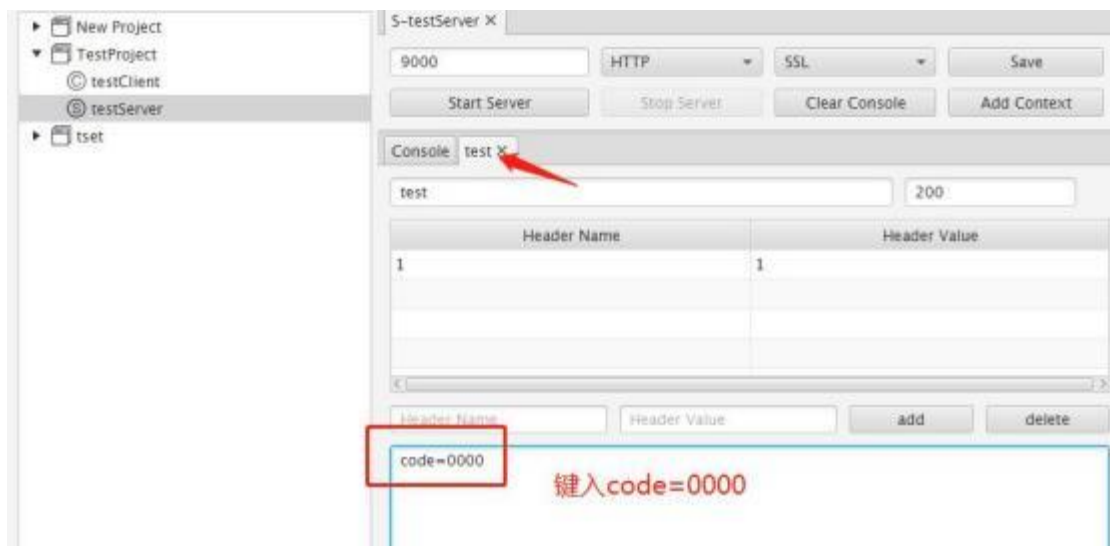 New Project
TestProject
testClient
testServer
tset
S-testServer
9000 HTTP SSL Save
Start Server Stop Server Clear Console Add Context
Console test
test 200
Header Name Header Value
1 1
Header Name Header Value add delete
code=0000
键入code=0000